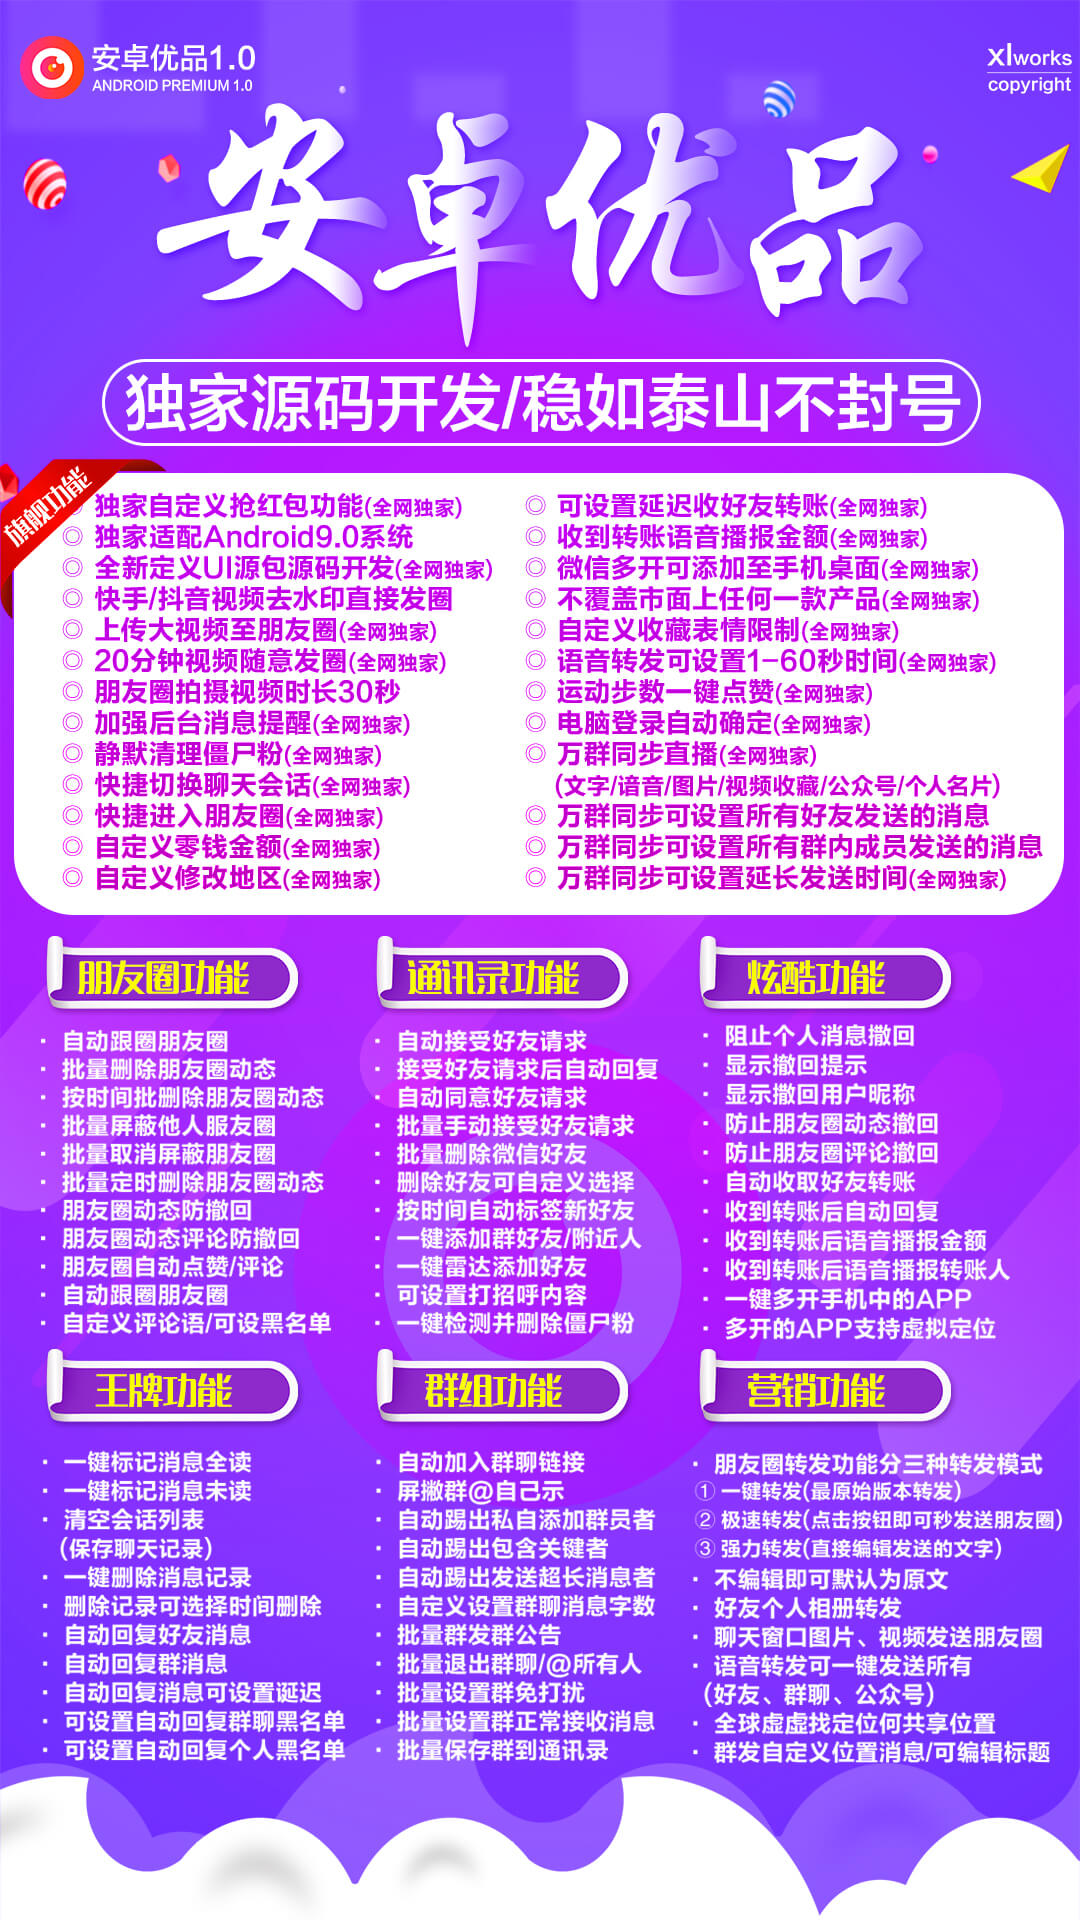 安卓优品1.0
ANDROID PREMIUM 1.0
xlworks
copyright
安卓优品
独家源码开发/稳如泰山不封号
旗舰功能
独家自定义抢红包功能(全网独家)
独家适配Android9.0系统
◎ 全新定义UI源包源码开发(全网独家)
◎ 快手/抖音视频去水印直接发圈
◎ 上传大视频至朋友圈(全网独家)
◎ 20分钟视频随意发圈(全网独家)
◎ 朋友圈拍摄视频时长30秒
◎ 加强后台消息提醒(全网独家)
◎ 静默清理僵尸粉(全网独家)
◎ 快捷切换聊天会话(全网独家)
◎ 快捷进入朋友圈(全网独家)
◎ 自定义零钱金额(全网独家)
◎ 自定义修改地区(全网独家)
◎ 可设置延迟收好友转账(全网独家)
◎ 收到转账语音播报金额(全网独家)
◎ 微信多开可添加至手机桌面(全网独家)
◎ 不覆盖市面上任何一款产品(全网独家)
◎ 自定义收藏表情限制(全网独家)
◎ 语音转发可设置1-60秒时间(全网独家)
◎ 运动步数一键点赞(全网独家)
◎ 电脑登录自动确定(全网独家)
◎ 万群同步直播(全网独家)
(文字/谙音/图片/视频收藏/公众号/个人名片)
◎ 万群同步可设置所有好友发送的消息
◎ 万群同步可设置所有群内成员发送的消息
◎ 万群同步可设置延长发送时间(全网独家)
朋友圈功能
· 自动跟圈朋友圈
· 批量删除朋友圈动态
· 按时间批删除朋友圈动态
· 批量屏蔽他人服友圈
· 批量取消屏蔽朋友圈
· 批量定时删除朋友圈动态
· 朋友圈动态防撤回
· 朋友圈动态评论防撤回
· 朋友圈自动点赞/评论
· 自动跟圈朋友圈
· 自定义评论语/可设黑名单
通讯录功能
· 自动接受好友请求
· 接受好友请求后自动回复
· 自动同意好友请求
· 批量手动接受好友请求
· 批量删除微信好友
· 删除好友可自定义选择
· 按时间自动标签新好友
· 一键添加群好友/附近人
· 一键雷达添加好友
· 可设置打招呼内容
· 一键检测并删除僵尸粉
炫酷功能
· 阻止个人消息撤回
· 显示撤回提示
· 显示撤回用户昵称
· 防止朋友圈动态撤回
· 防止朋友圈评论撤回
· 自动收取好友转账
· 收到转账后自动回复
· 收到转账后语音播报金额
· 收到转账后语音播报转账人
· 一键多开手机中的APP
· 多开的APP支持虚拟定位
王牌功能
· 一键标记消息全读
· 一键标记消息未读
· 清空会话列表
(保存聊天记录)
· 一键删除消息记录
· 删除记录可选择时间删除
· 自动回复好友消息
· 自动回复群消息
· 自动回复消息可设置诞迟
· 可设置自动回复群聊黑名单
· 可设置自动回复个人黑名单
群组功能
· 自动加入群聊链接
· 屏撇群@自己示
· 自动踢出私自添加群员者
· 自动踢出包含关键者
· 自动踢出发送超长消息者
· 自定义设置群聊消息字数
· 批量群发群公告
· 批量退出群聊/@所有人
· 批量设置群免打扰
· 批量设置群正常接收消息
· 批量保存群到通讯录
营销功能
· 朋友圈转发功能分三种转发模式
① 一键转发(最原始版本转发)
② 极速转发(点击按钮即可秒发送朋友圈)
③ 强力转发(直接编辑发送的文字)
· 不编辑即可默认为原文
· 好友个人相册转发
· 聊天窗口图片、视频发送朋友圈
· 语音转发可一键发送所有
(好友、群聊、公众号)
· 全球虚虚找定位何共享位置
· 群发自定义位置消息/可编辑标题